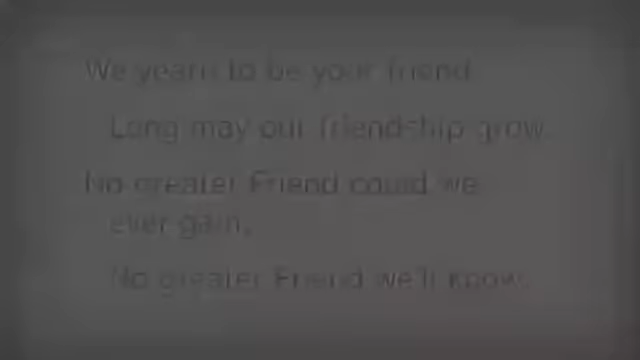 We yearn to be your friend.
Long may our friendship grow.
No greater Friend could we
ever gain,
No greater Friend we'll know.